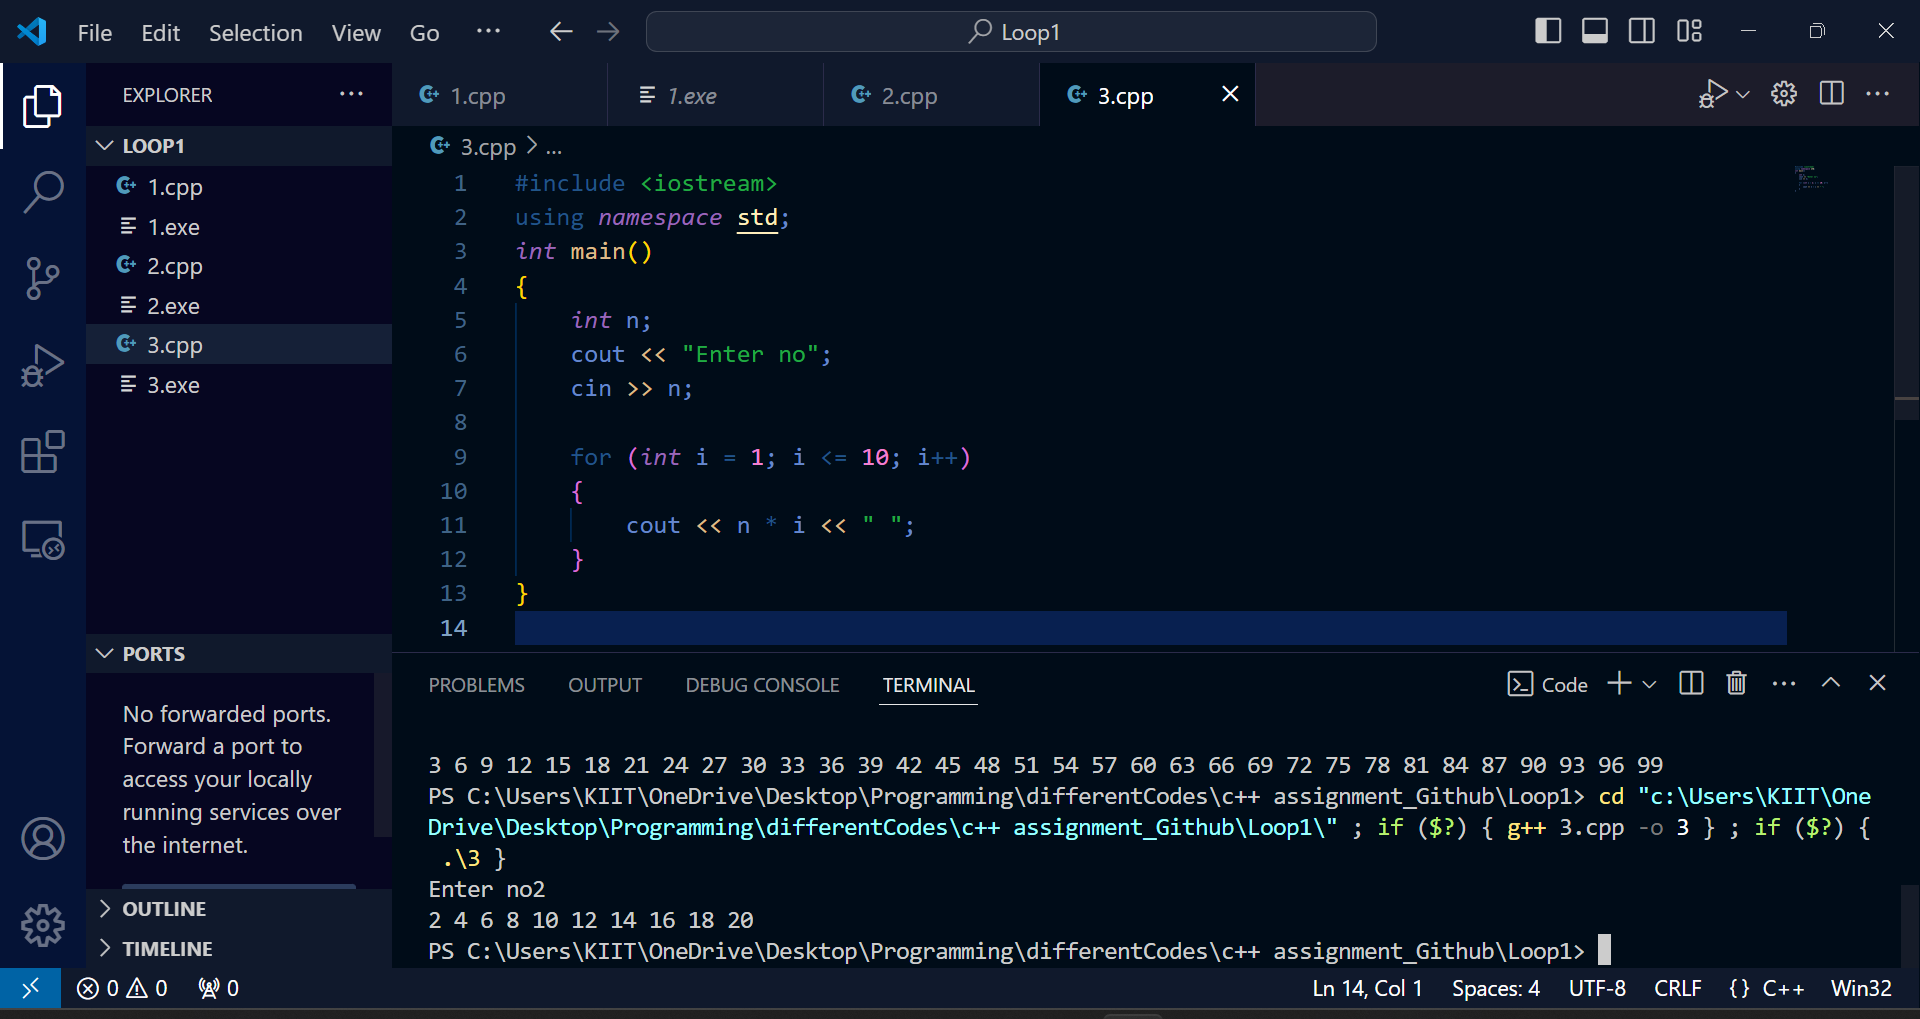 File Edit Selection View Go ··· Loop1
EXPLORER ···
LOOP1
1.cpp
1.exe
2.cpp
2.exe
3.cpp
3.exe
PORTS
No forwarded ports.
Forward a port to
access your locally
running services over
the internet.
OUTLINE
TIMELINE
1.cpp 1.exe 2.cpp 3.cpp
3.cpp > ...
1 #include <iostream>
2 using namespace std;
3 int main()
4 {
5 int n;
6 cout << "Enter no";
7 cin >> n;
8
9 for (int i = 1; i <= 10; i++)
10 {
11 cout << n * i << " ";
12 }
13 }
14
PROBLEMS OUTPUT DEBUG CONSOLE TERMINAL Code
3 6 9 12 15 18 21 24 27 30 33 36 39 42 45 48 51 54 57 60 63 66 69 72 75 78 81 84 87 90 93 96 99
PS C:\Users\KIIT\OneDrive\Desktop\Programming\differentCodes\c++ assignment_Github\Loop1> cd "c:\Users\KIIT\One
Drive\Desktop\Programming\differentCodes\c++ assignment_Github\Loop1\" ; if ($?) { g++ 3.cpp -o 3 } ; if ($?) {
.\3 }
Enter no2
2 4 6 8 10 12 14 16 18 20
PS C:\Users\KIIT\OneDrive\Desktop\Programming\differentCodes\c++ assignment_Github\Loop1>
0 0 0 Ln 14, Col 1 Spaces: 4 UTF-8 CRLF {} C++ Win32